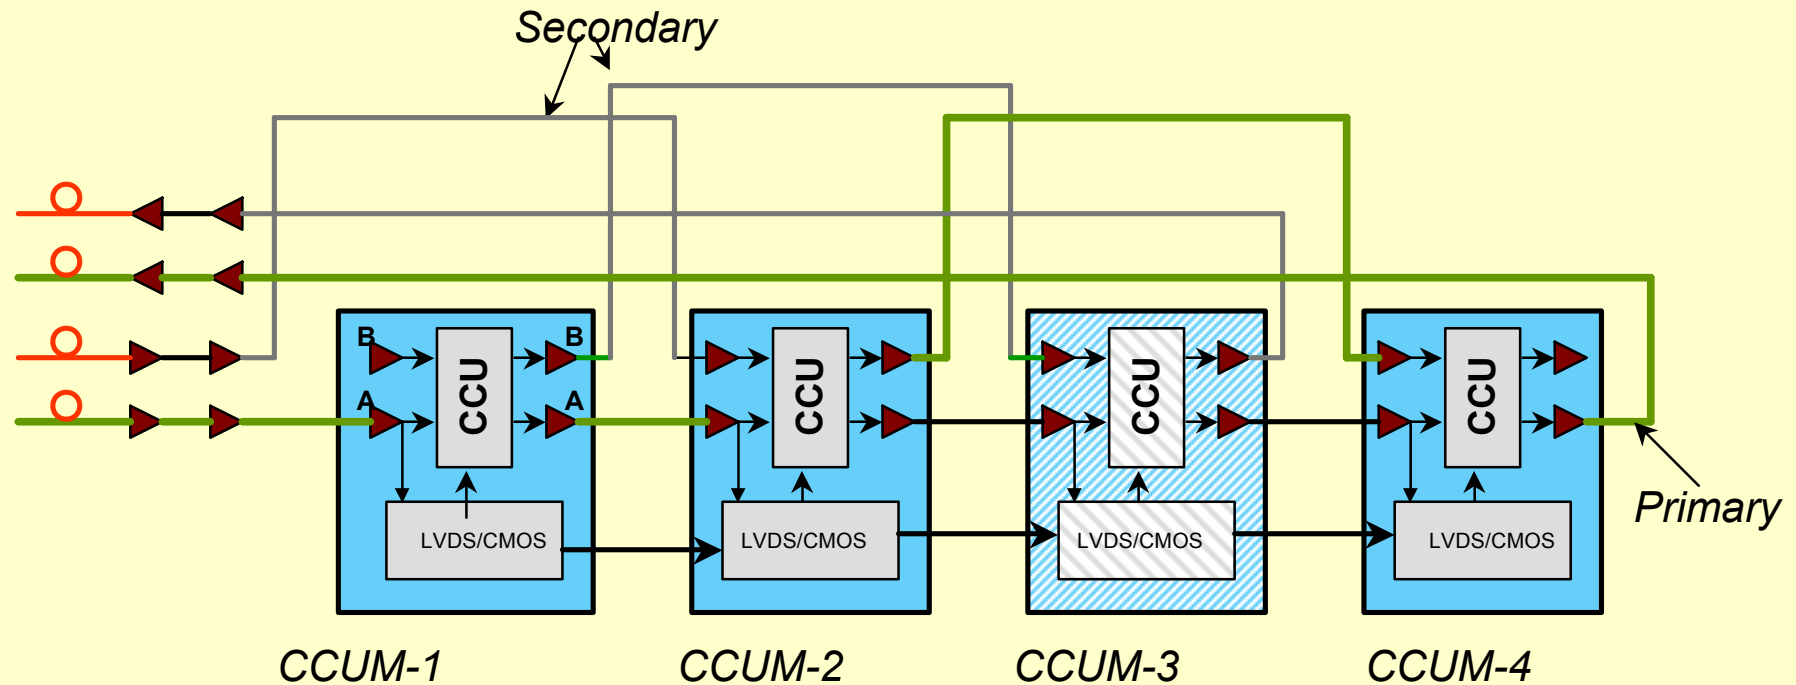 Secondary
B
B
A
A
CCU
CCU
CCU
CCU
LVDS/CMOS
LVDS/CMOS
LVDS/CMOS
LVDS/CMOS
Primary
CCUM-1
CCUM-2
CCUM-3
CCUM-4